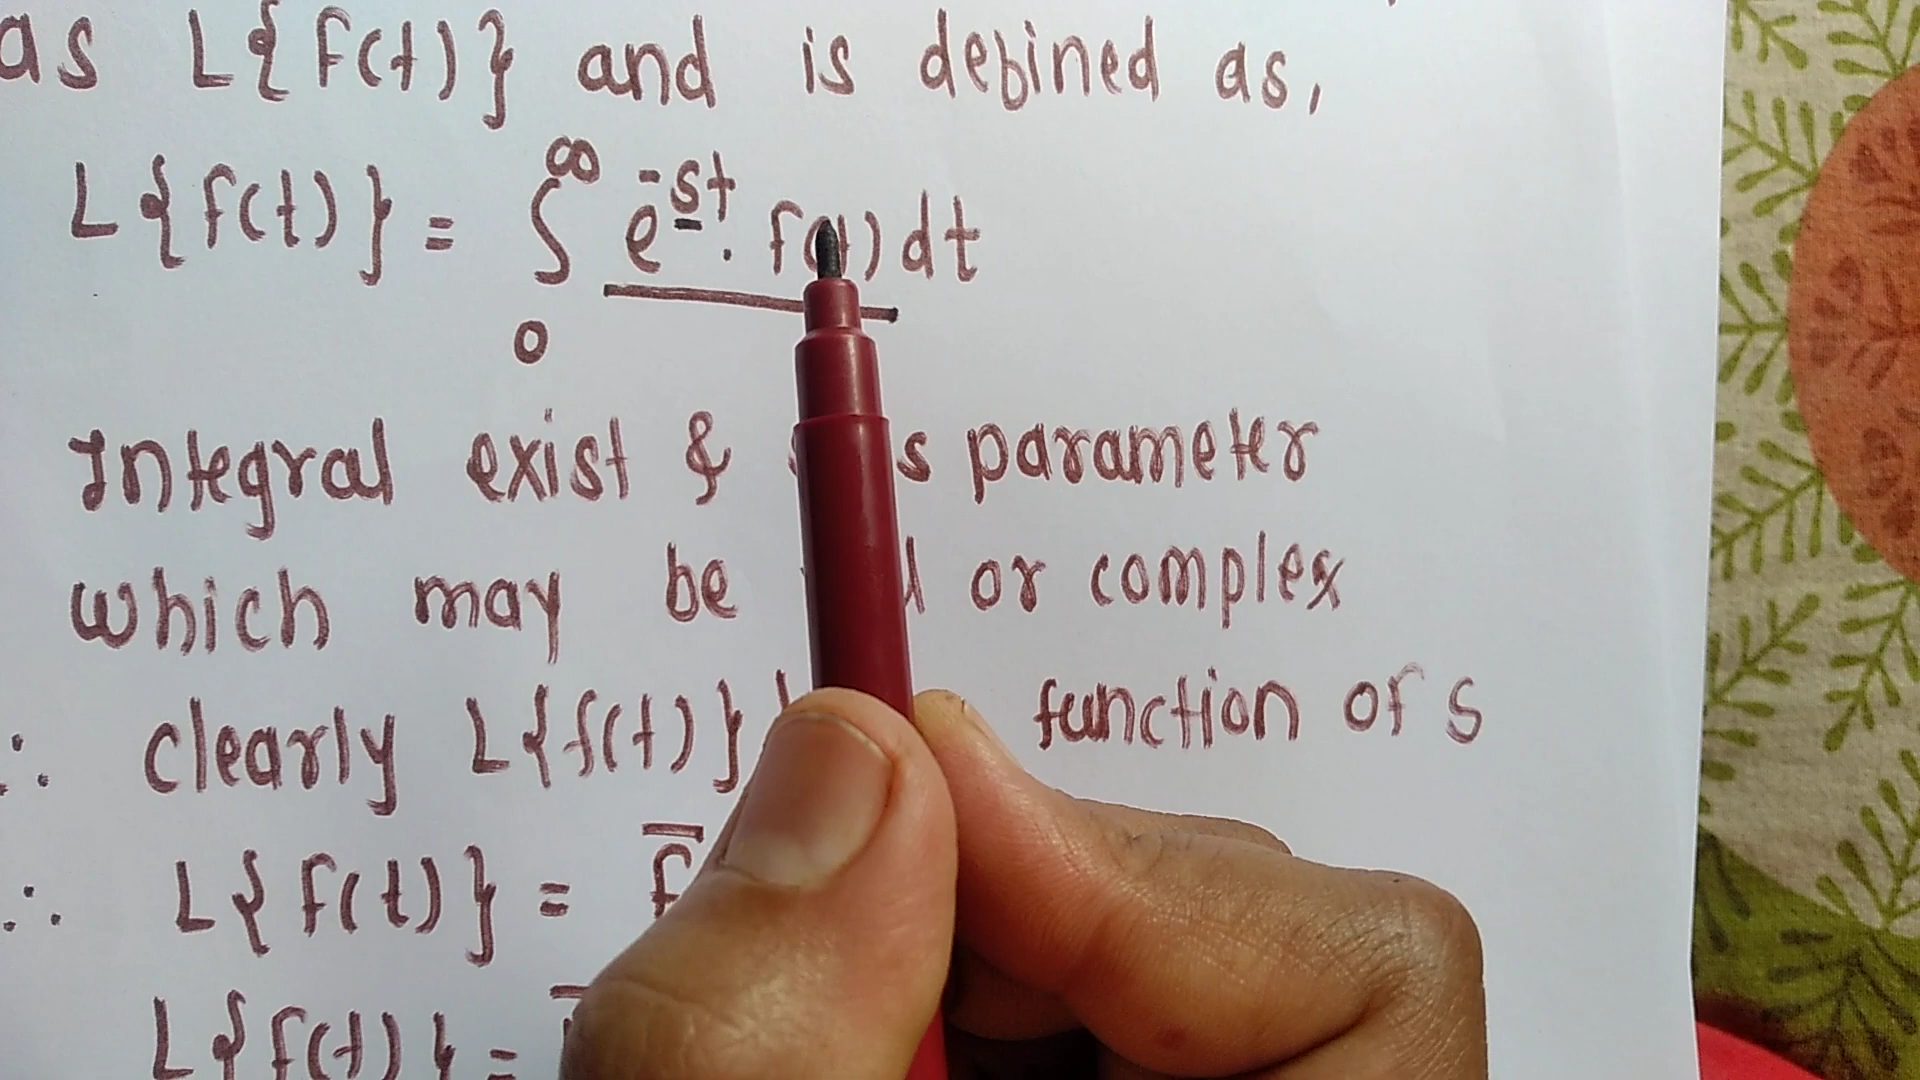 as L{f(t)} and is defined as,
L{f(t)} = ∫₀^∞ e^-st . f(t) dt
Integral exist & s parameter
which may be or complex
∴ clearly L{f(t)} function of s
∴ L{f(t)} = f̅
L{f(t)} =